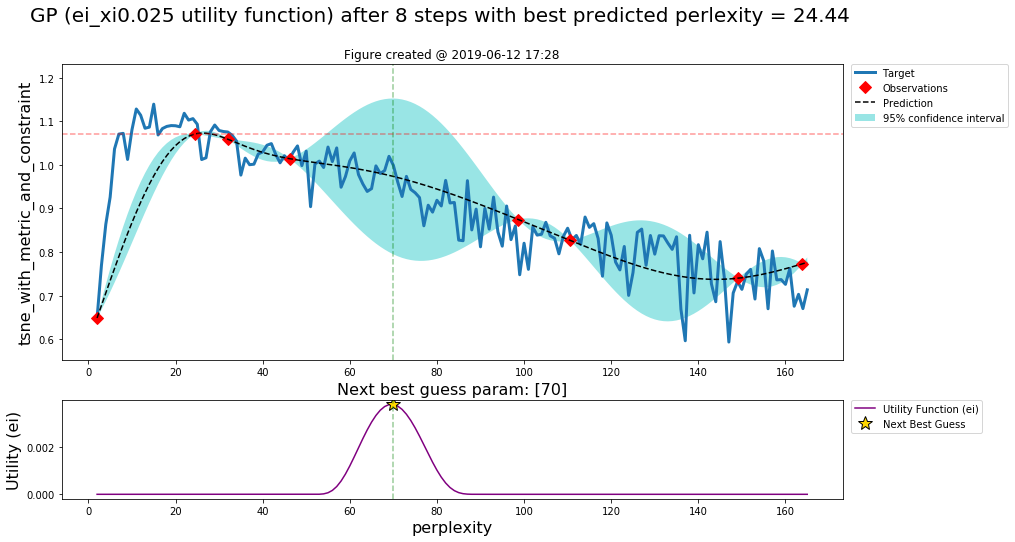 GP (ei_xi0.025 utility function) after 8 steps with best predicted perlexity = 24.44
Figure created @ 2019-06-12 17:28
tsne_with_metric_and_constraint
1.2
1.1
1.0
0.9
0.8
0.7
0.6
0 20 40 60 80 100 120 140 160
Target
Observations
Prediction
95% confidence interval
Next best guess param: [70]
Utility (ei)
0.002
0.000
0 20 40 60 80 100 120 140 160
perplexity
Utility Function (ei)
Next Best Guess